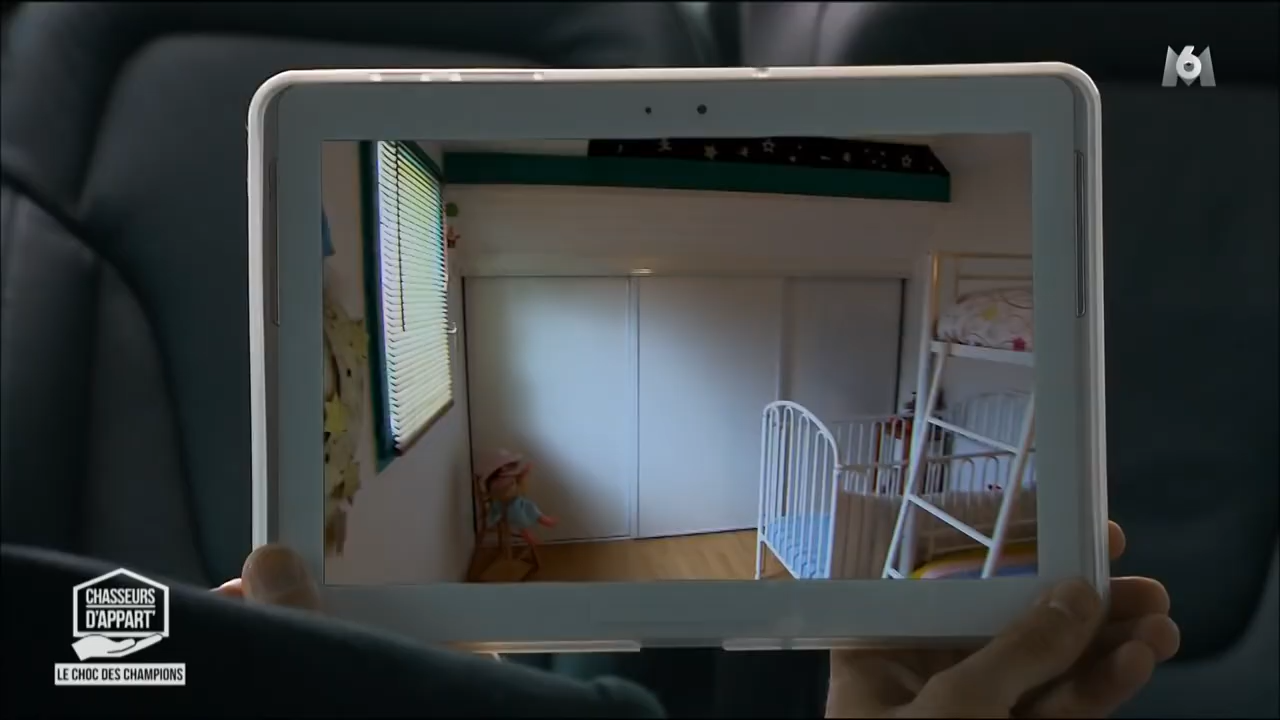 M6
CHASSEURS
D'APPART'
LE CHOC DES CHAMPIONS